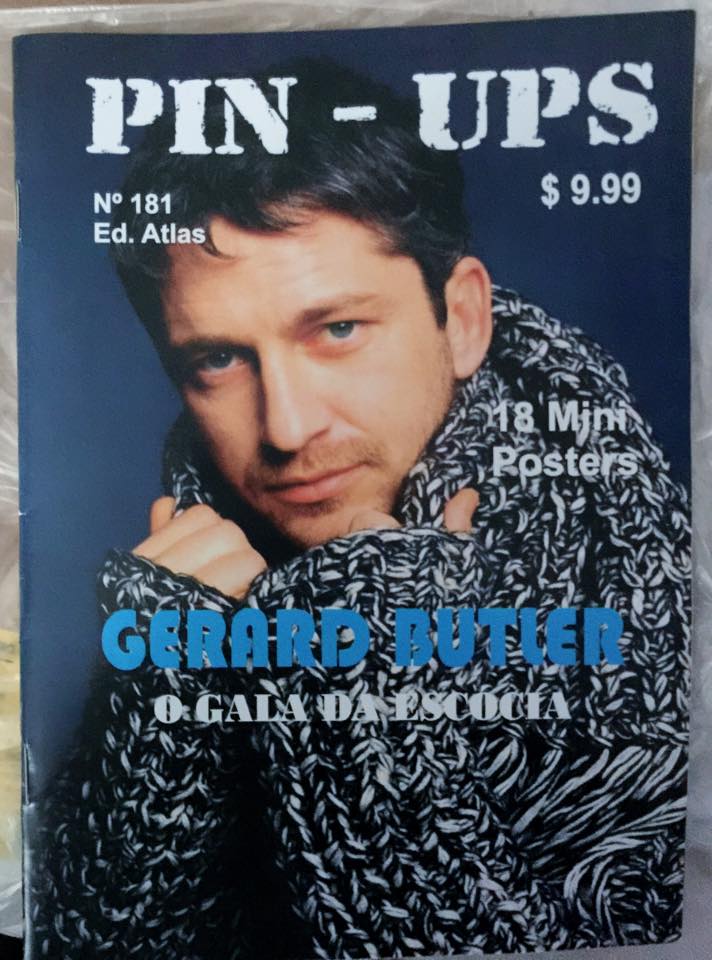 PIN - UPS
Nº 181
$ 9.99
Ed. Atlas
18 Mini
Posters
GERARD BUTLER
O GALA DA ESCOCIA